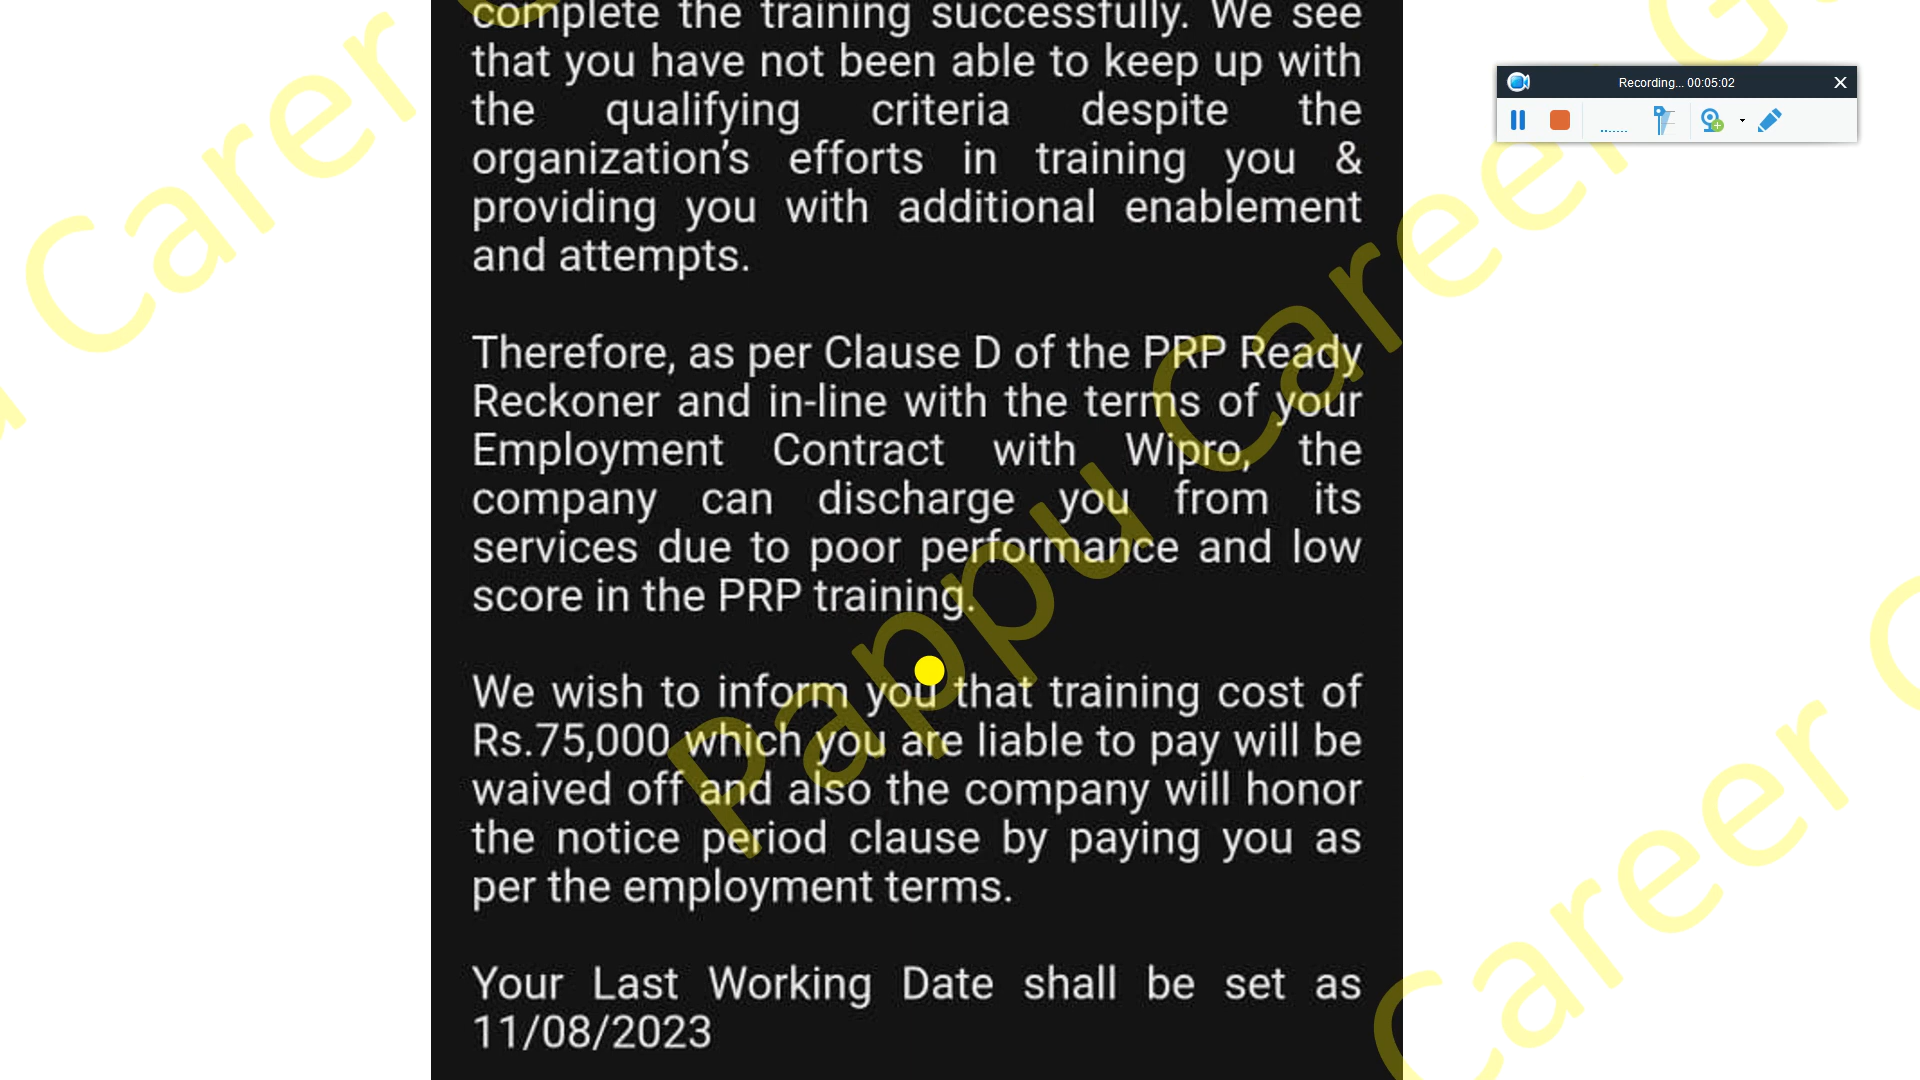 complete the training successfully. We see
that you have not been able to keep up with
the qualifying criteria despite the
organization's efforts in training you &
providing you with additional enablement
and attempts.
Therefore, as per Clause D of the PRP Ready
Reckoner and in-line with the terms of your
Employment Contract with Wipro, the
company can discharge you from its
services due to poor performance and low
score in the PRP training.
We wish to inform you that training cost of
Rs.75,000 which you are liable to pay will be
waived off and also the company will honor
the notice period clause by paying you as
per the employment terms.
Your Last Working Date shall be set as
11/08/2023
Recording... 00:05:02
Pappu Career
Career
Career